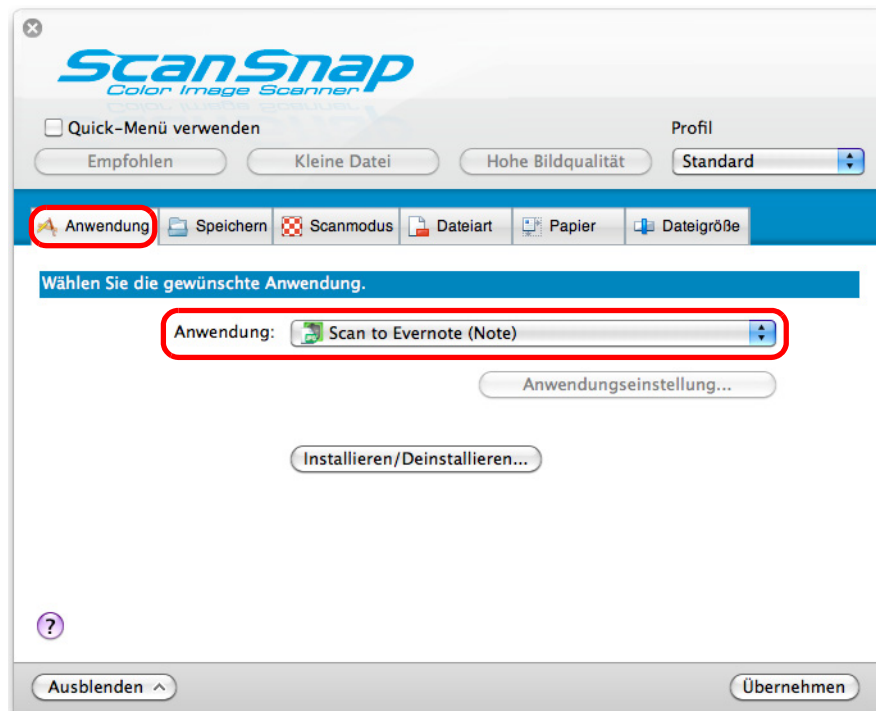 ScanSnap
Color Image Scanner
Quick-Menü verwenden
Profil
Empfohlen
Kleine Datei
Hohe Bildqualität
Standard
Anwendung
Speichern
Scanmodus
Dateiart
Papier
Dateigröße
Wählen Sie die gewünschte Anwendung.
Anwendung:
Scan to Evernote (Note)
Anwendungseinstellung...
Installieren/Deinstallieren...
?
Ausblenden
Übernehmen